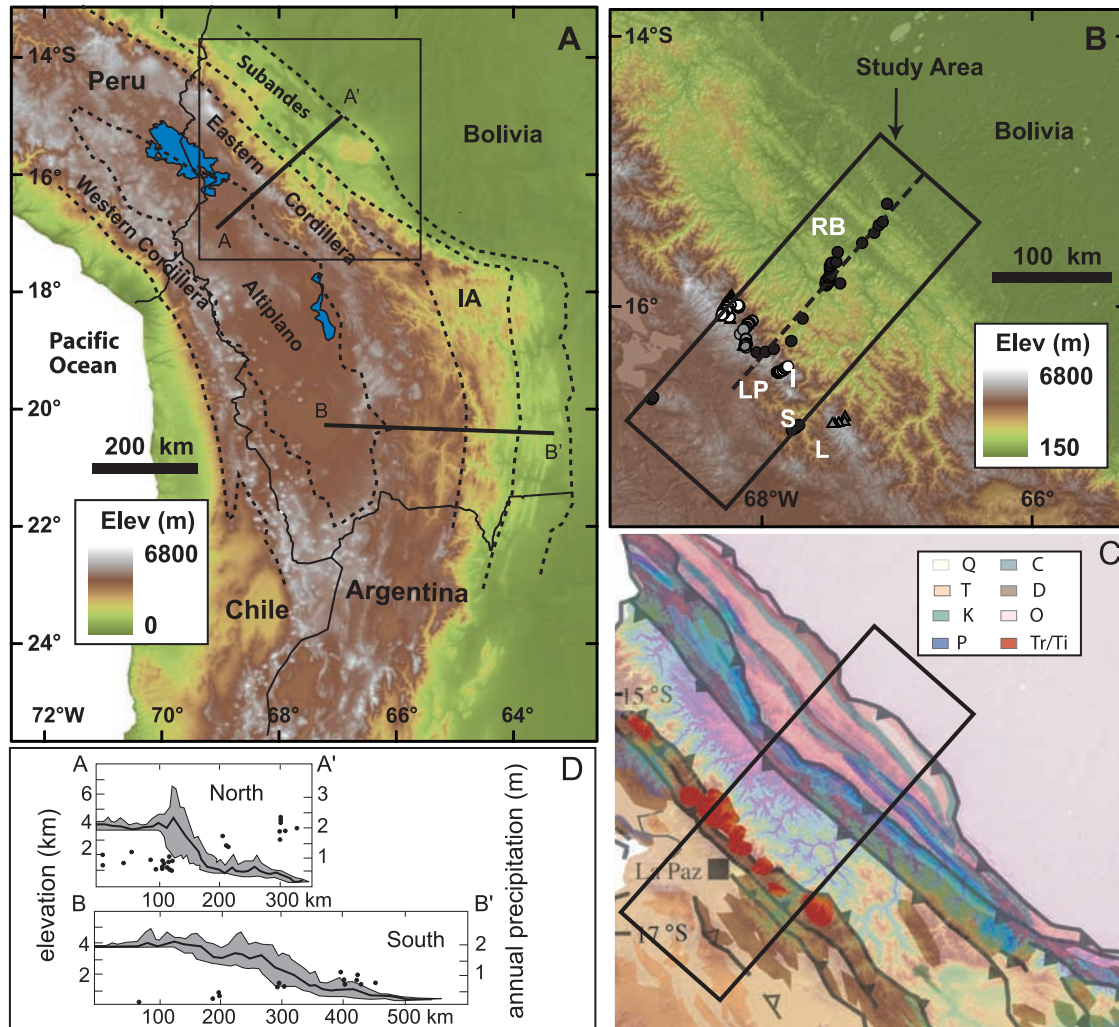 A
14°S
Peru
Subandes
A'
Bolivia
Eastern
Cordillera
16°
Western Cordillera
A
18°
Altiplano
IA
Pacific
Ocean
20°
B
B'
200 km
Elev (m)
6800
0
22°
Chile
Argentina
24°
72°W
70°
68°
66°
64°
B
14°S
Study Area
Bolivia
RB
100 km
16°
LP
I
S
L
Elev (m)
6800
150
68°W
66°
C
Q
C
T
D
K
O
P
Tr/Ti
15°S
La Paz
17°S
D
A
A'
North
elevation (km)
annual precipitation (m)
6
4
2
3
2
1
100
200
300 km
B
B'
South
4
2
2
1
100
200
300
400
500 km